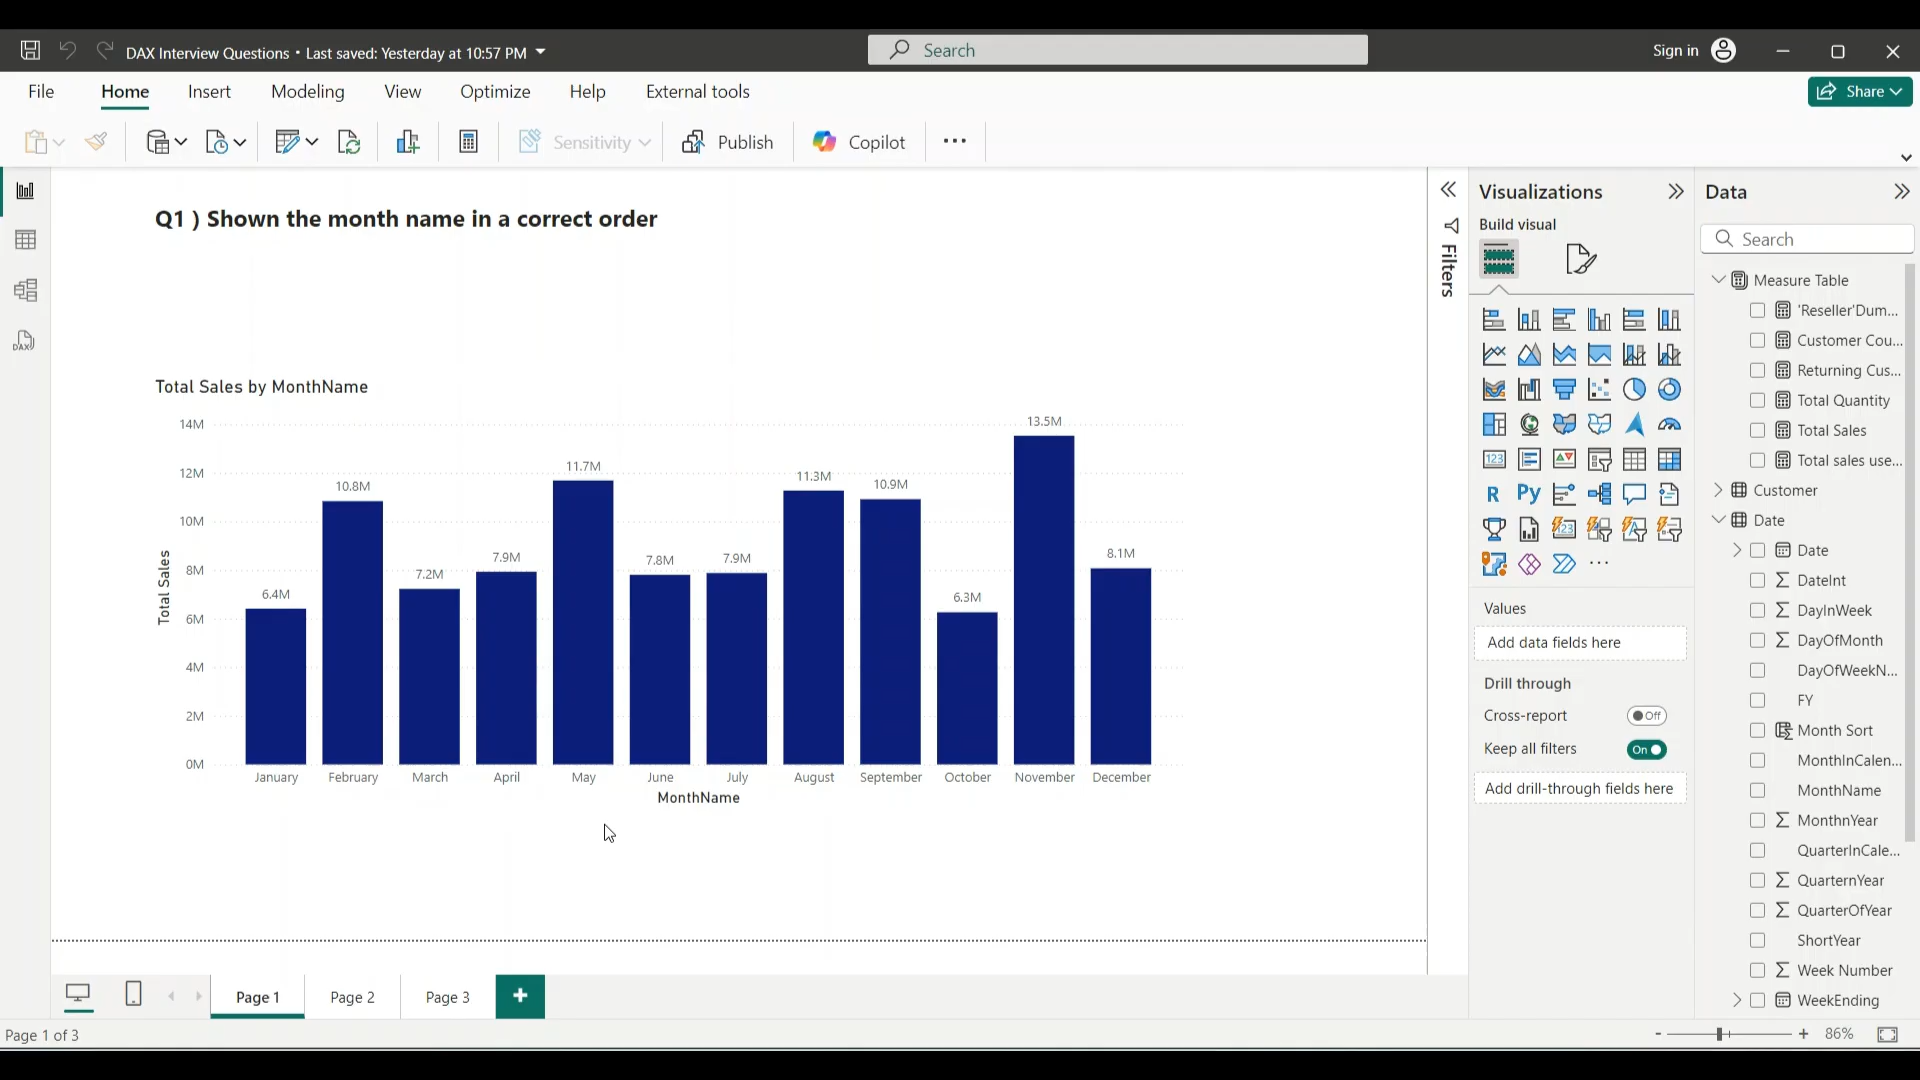 DAX Interview Questions • Last saved: Yesterday at 10:57 PM
Search
Sign in
File
Home
Insert
Modeling
View
Optimize
Help
External tools
Share
Sensitivity
Publish
Copilot
Q1 ) Shown the month name in a correct order
Total Sales by MonthName
14M
12M
10M
8M
6M
4M
2M
0M
Total Sales
6.4M
10.8M
7.2M
7.9M
11.7M
7.8M
7.9M
11.3M
10.9M
6.3M
13.5M
8.1M
January
February
March
April
May
June
July
August
September
October
November
December
MonthName
Filters
Visualizations
Build visual
123
R
Py
123
Values
Add data fields here
Drill through
Cross-report
Off
Keep all filters
On
Add drill-through fields here
Data
Search
Measure Table
'Reseller'Dum...
Customer Cou...
Returning Cus...
Total Quantity
Total Sales
Total sales use...
Customer
Date
Date
DateInt
DayInWeek
DayOfMonth
DayOfWeekN...
FY
Month Sort
MonthInCalen...
MonthName
MonthnYear
QuarterInCale...
QuarternYear
QuarterOfYear
ShortYear
Week Number
WeekEnding
DAX
Page 1
Page 2
Page 3
+
Page 1 of 3
-
+
86%